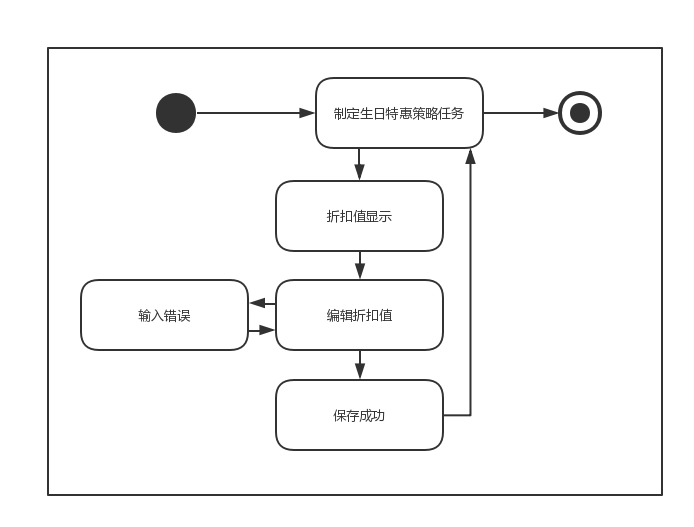 制定生日特惠策略任务
折扣值显示
输入错误
编辑折扣值
保存成功